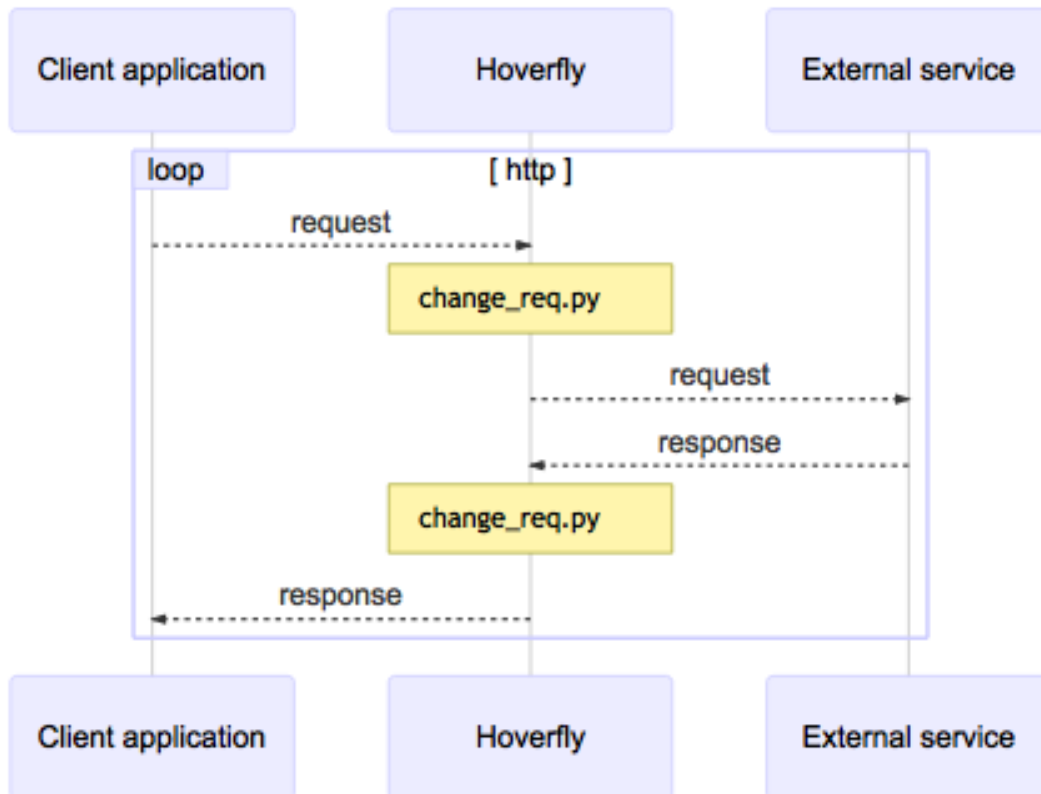 Client application
Hoverfly
External service
loop
[ http ]
request
change_req.py
request
response
change_req.py
response
Client application
Hoverfly
External service